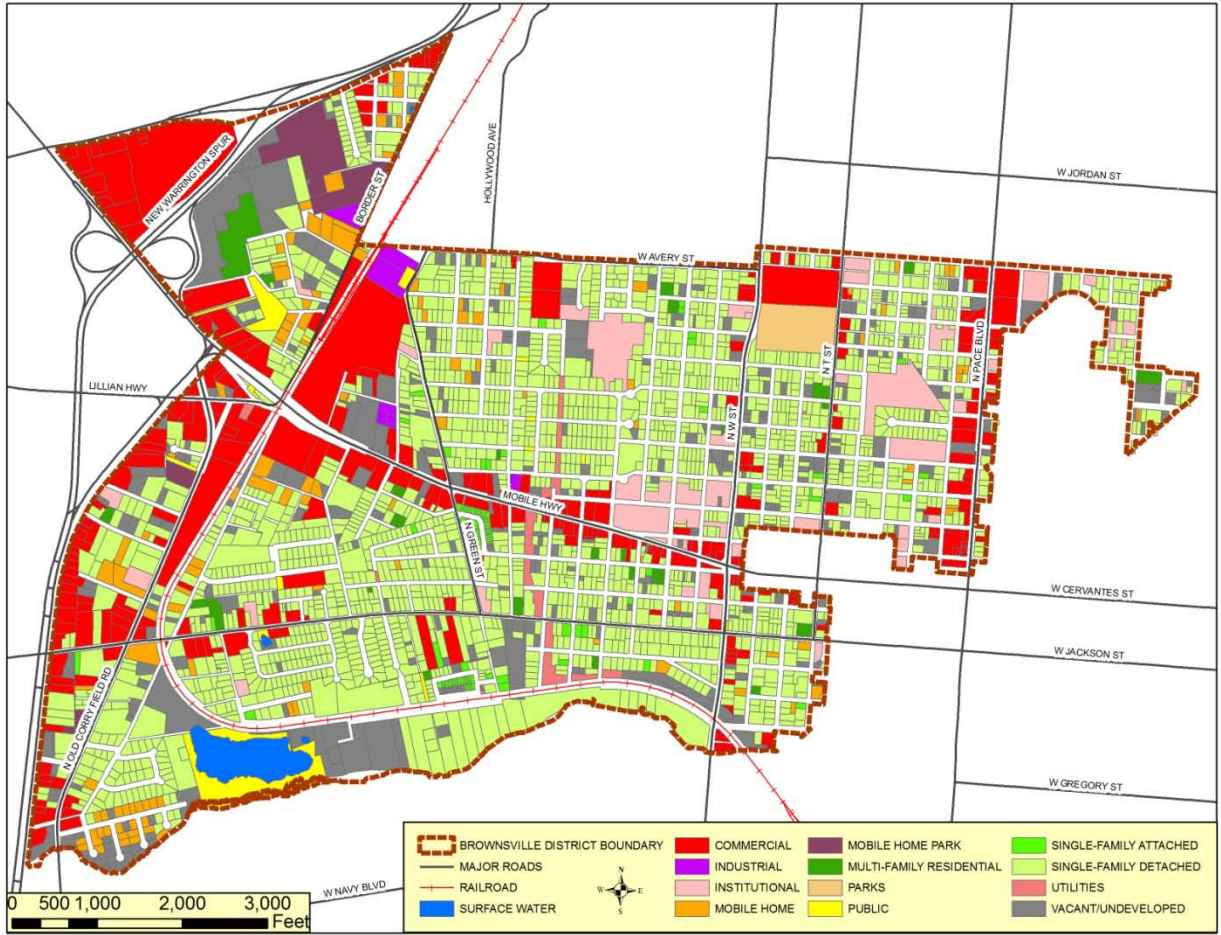 HOLLYWOOD AVE
NEW WARRINGTON SPUR
BORDER ST
W JORDAN ST
W AVERY ST
N PACE BLVD
N T ST
LILLIAN HWY
N W ST
MOBILE HWY
N GREEN ST
W CERVANTES ST
W JACKSON ST
N OLD CORRY FIELD RD
W GREGORY ST
W NAVY BLVD
0 500 1,000 2,000 3,000
Feet
BROWNSVILLE DISTRICT BOUNDARY
MAJOR ROADS
RAILROAD
SURFACE WATER
N
W E
S
COMMERCIAL
INDUSTRIAL
INSTITUTIONAL
MOBILE HOME
MOBILE HOME PARK
MULTI-FAMILY RESIDENTIAL
PARKS
PUBLIC
SINGLE-FAMILY ATTACHED
SINGLE-FAMILY DETACHED
UTILITIES
VACANT/UNDEVELOPED